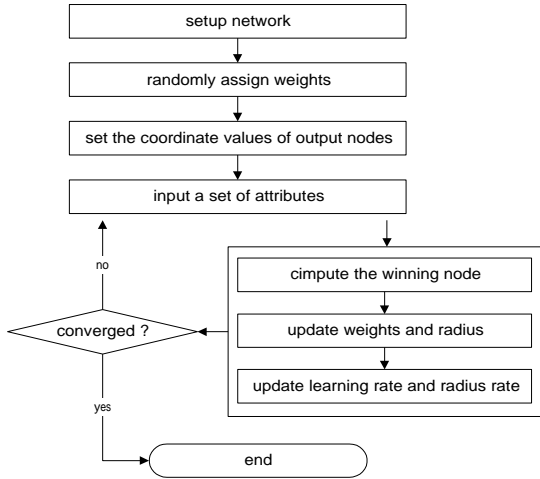 setup network
randomly assign weights
set the coordinate values of output nodes
input a set of attributes
no
cimpute the winning node
converged ?
update weights and radius
update learning rate and radius rate
yes
end